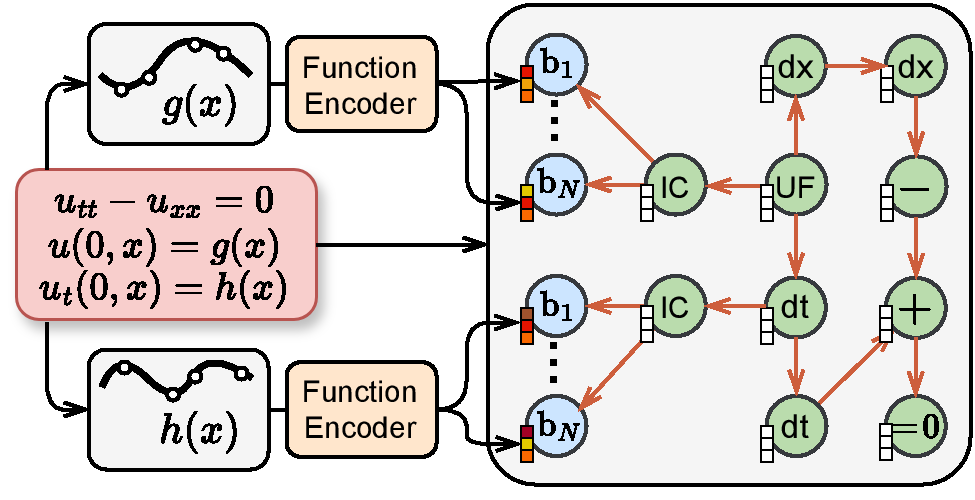 g(x)
Function
Encoder
u_{tt} − u_{xx} = 0
u(0, x) = g(x)
u_t(0, x) = h(x)
h(x)
Function
Encoder
b_1
dx
dx
b_N
IC
UF
−
b_1
IC
dt
+
b_N
dt
=0